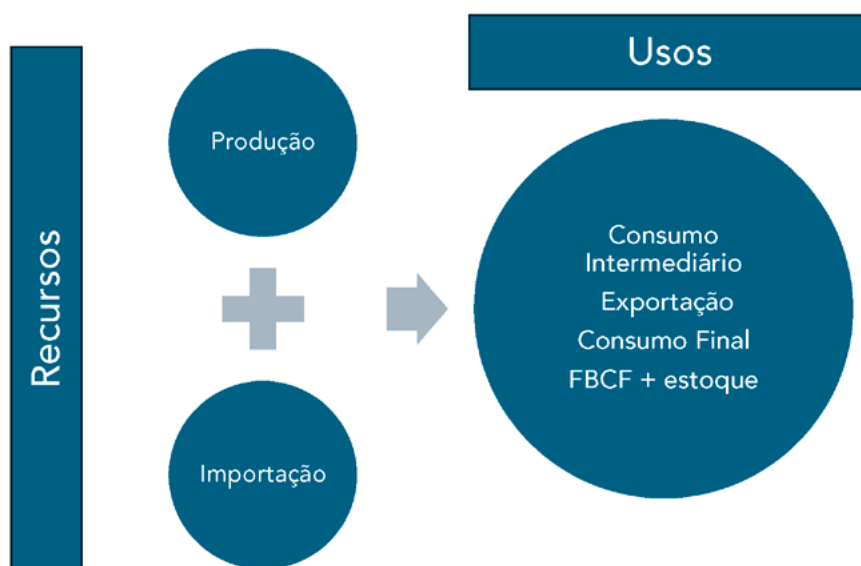 Recursos
Produção
Importação
Usos
Consumo
Intermediário
Exportação
Consumo Final
FBCF + estoque